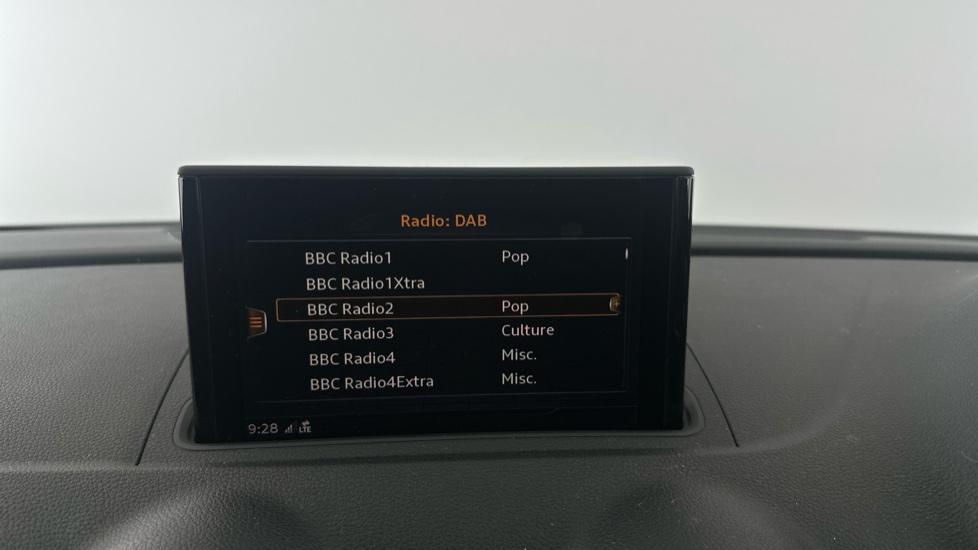 Radio: DAB
BBC Radio1 Pop
BBC Radio1Xtra
BBC Radio2 Pop
BBC Radio3 Culture
BBC Radio4 Misc.
BBC Radio4Extra Misc.
9:28 LTE